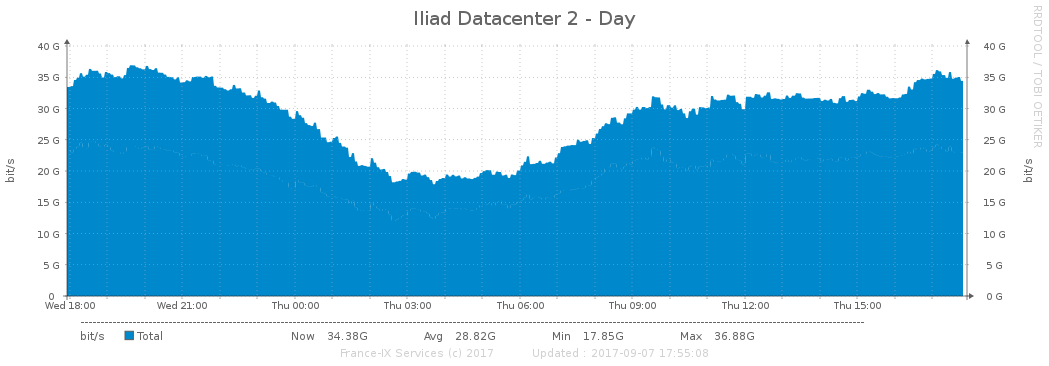 Iliad Datacenter 2 - Day
RRDTOOL / TOBI OETIKER
bit/s
bit/s
40 G 40 G
35 G 35 G
30 G 30 G
25 G 25 G
20 G 20 G
15 G 15 G
10 G 10 G
5 G 5 G
0 0 G
Wed 18:00 Wed 21:00 Thu 00:00 Thu 03:00 Thu 06:00 Thu 09:00 Thu 12:00 Thu 15:00
bit/s Total Now 34.38G Avg 28.82G Min 17.85G Max 36.88G
France-IX Services (c) 2017 Updated : 2017-09-07 17:55:08